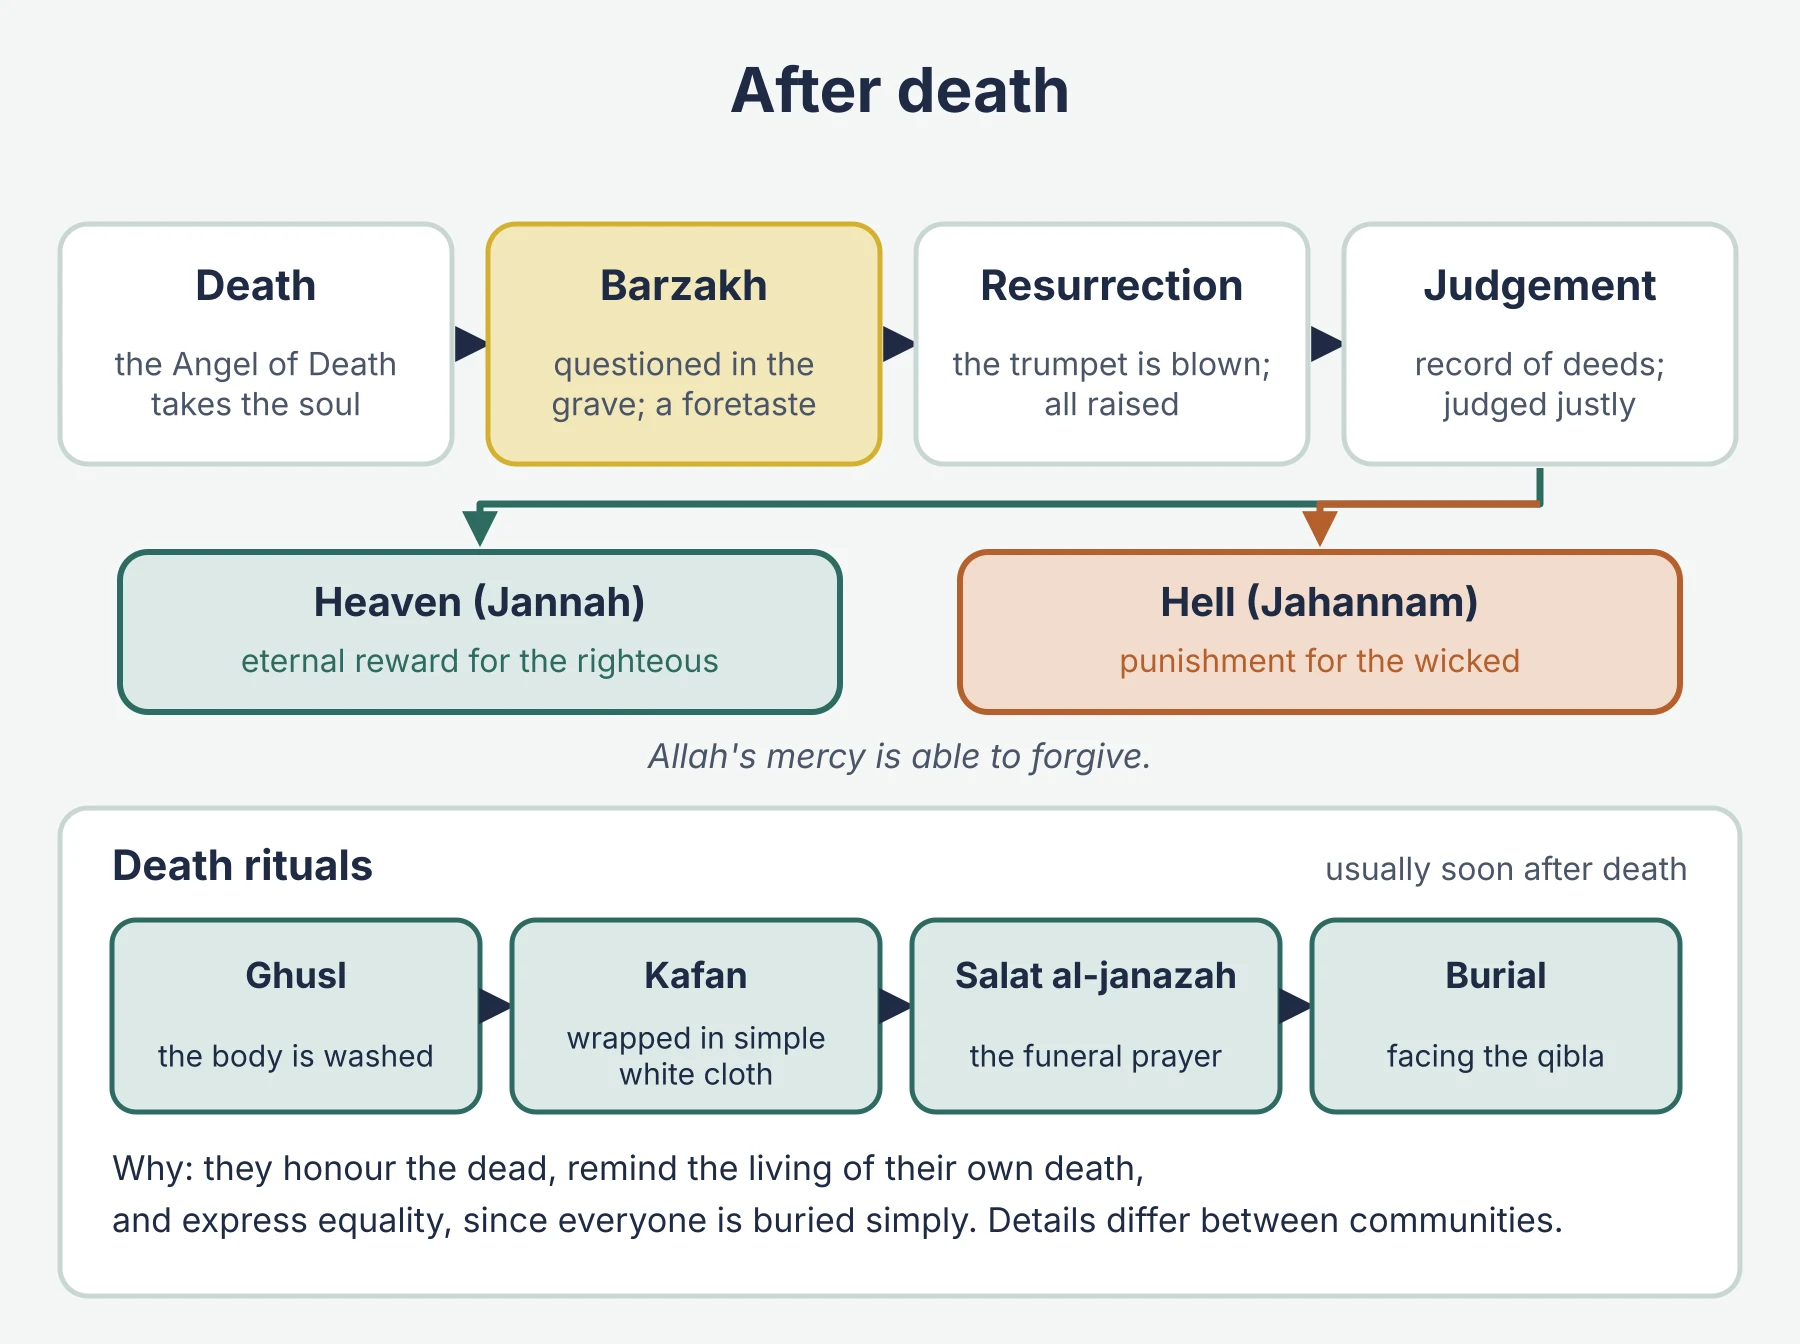 After death
Death
the Angel of Death
takes the soul
Barzakh
questioned in the
grave; a foretaste
Resurrection
the trumpet is blown;
all raised
Judgement
record of deeds;
judged justly
Heaven (Jannah)
eternal reward for the righteous
Hell (Jahannam)
punishment for the wicked
Allah's mercy is able to forgive.
Death rituals
usually soon after death
Ghusl
the body is washed
Kafan
wrapped in simple
white cloth
Salat al-janazah
the funeral prayer
Burial
facing the qibla
Why: they honour the dead, remind the living of their own death,
and express equality, since everyone is buried simply. Details differ between communities.